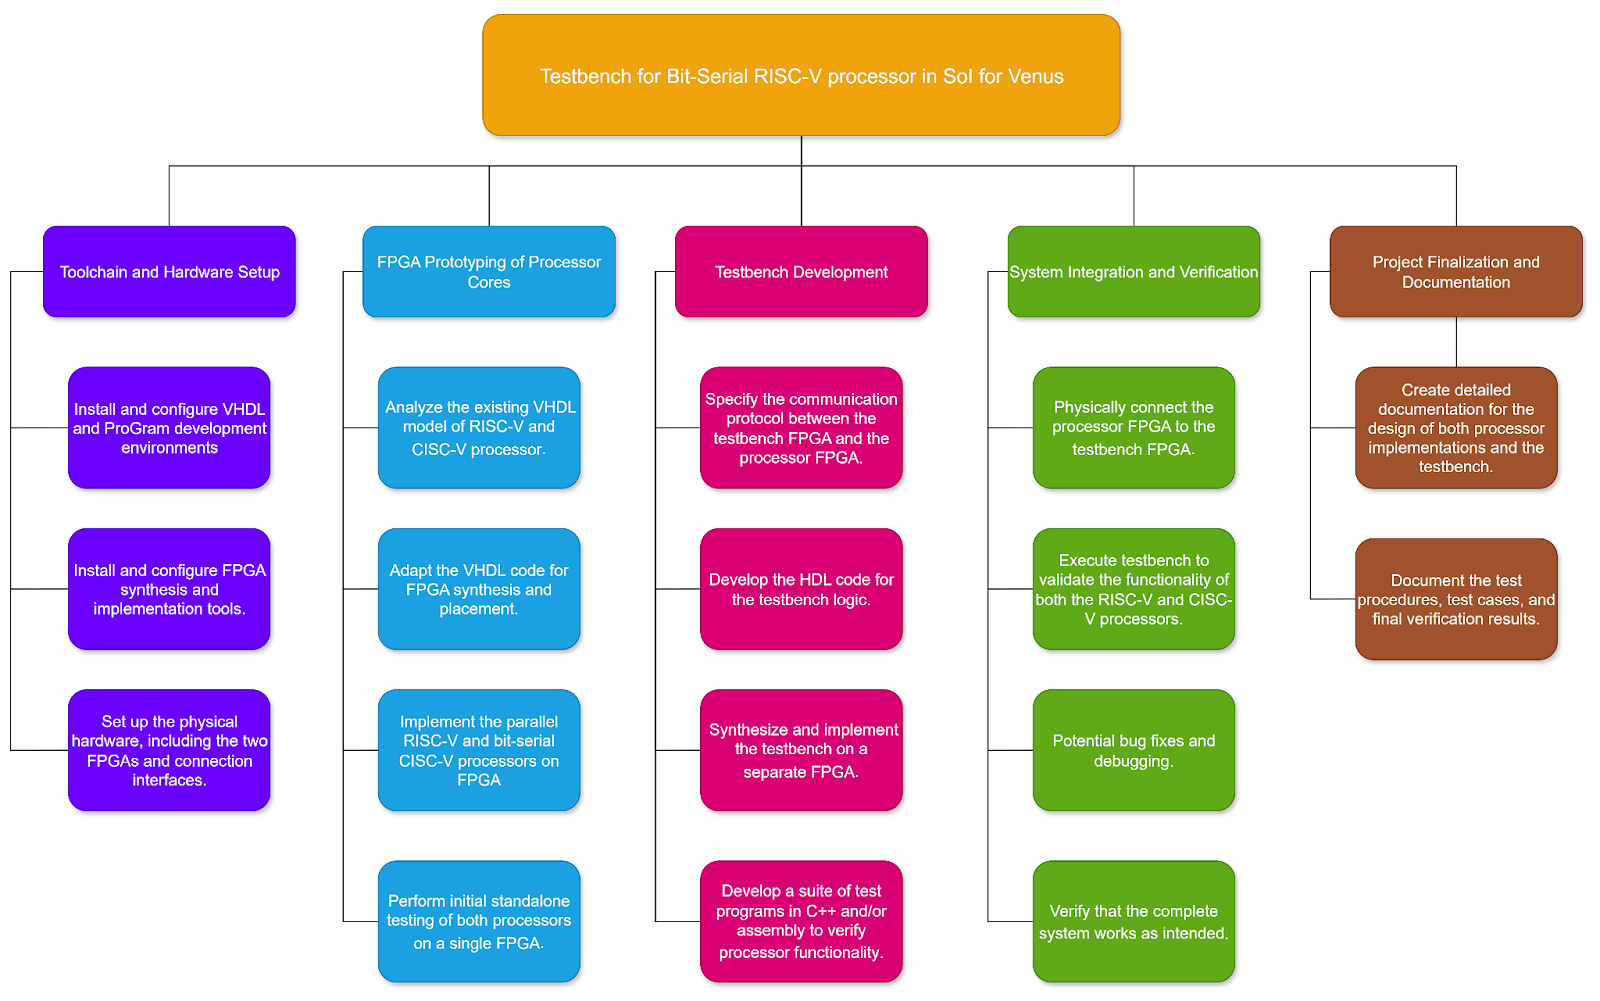 Testbench for Bit-Serial RISC-V processor in SoI for Venus
Toolchain and Hardware Setup
Install and configure VHDL
and ProGram development
environments
Install and configure FPGA
synthesis and
implementation tools.
Set up the physical
hardware, including the two
FPGAs and connection
interfaces.
FPGA Prototyping of Processor
Cores
Analyze the existing VHDL
model of RISC-V and
CISC-V processor.
Adapt the VHDL code for
FPGA synthesis and
placement.
Implement the parallel
RISC-V and bit-serial
CISC-V processors on
FPGA
Perform initial standalone
testing of both processors
on a single FPGA.
Testbench Development
Specify the communication
protocol between the
testbench FPGA and the
processor FPGA.
Develop the HDL code for
the testbench logic.
Synthesize and implement
the testbench on a
separate FPGA.
Develop a suite of test
programs in C++ and/or
assembly to verify
processor functionality.
System Integration and Verification
Physically connect the
processor FPGA to the
testbench FPGA.
Execute testbench to
validate the functionality of
both the RISC-V and CISC-
V processors.
Potential bug fixes and
debugging.
Verify that the complete
system works as intended.
Project Finalization and
Documentation
Create detailed
documentation for the
design of both processor
implementations and the
testbench.
Document the test
procedures, test cases, and
final verification results.